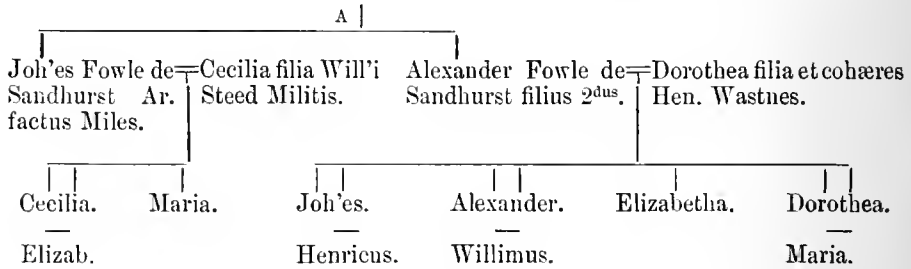 A
Joh'es Fowle de Cecilia filia Will'i Alexander Fowle de Dorothea filia et cohæres
Sandhurst Ar. Steed Militis. Sandhurst filius 2dus. Hen. Wastnes.
factus Miles.
Cecilia. Maria. Joh'es. Alexander. Elizabetha. Dorothea.
Elizab. Henricus. Willimus. Maria.